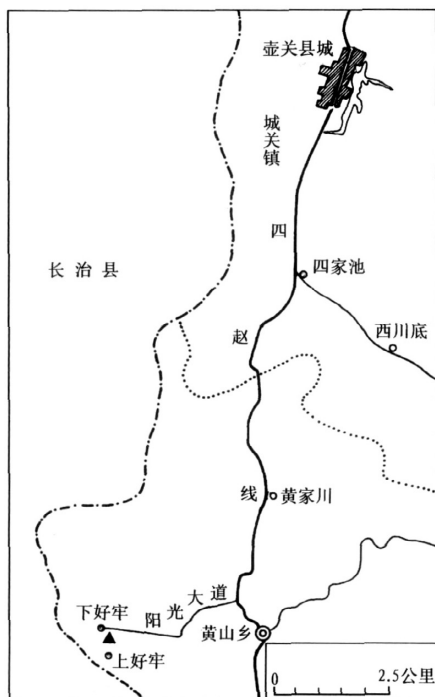 壶关县城
城关镇
长治县
四赵线
四家池
西川底
黄家川
阳光大道
下好牢
上好牢
黄山乡
0 2.5公里